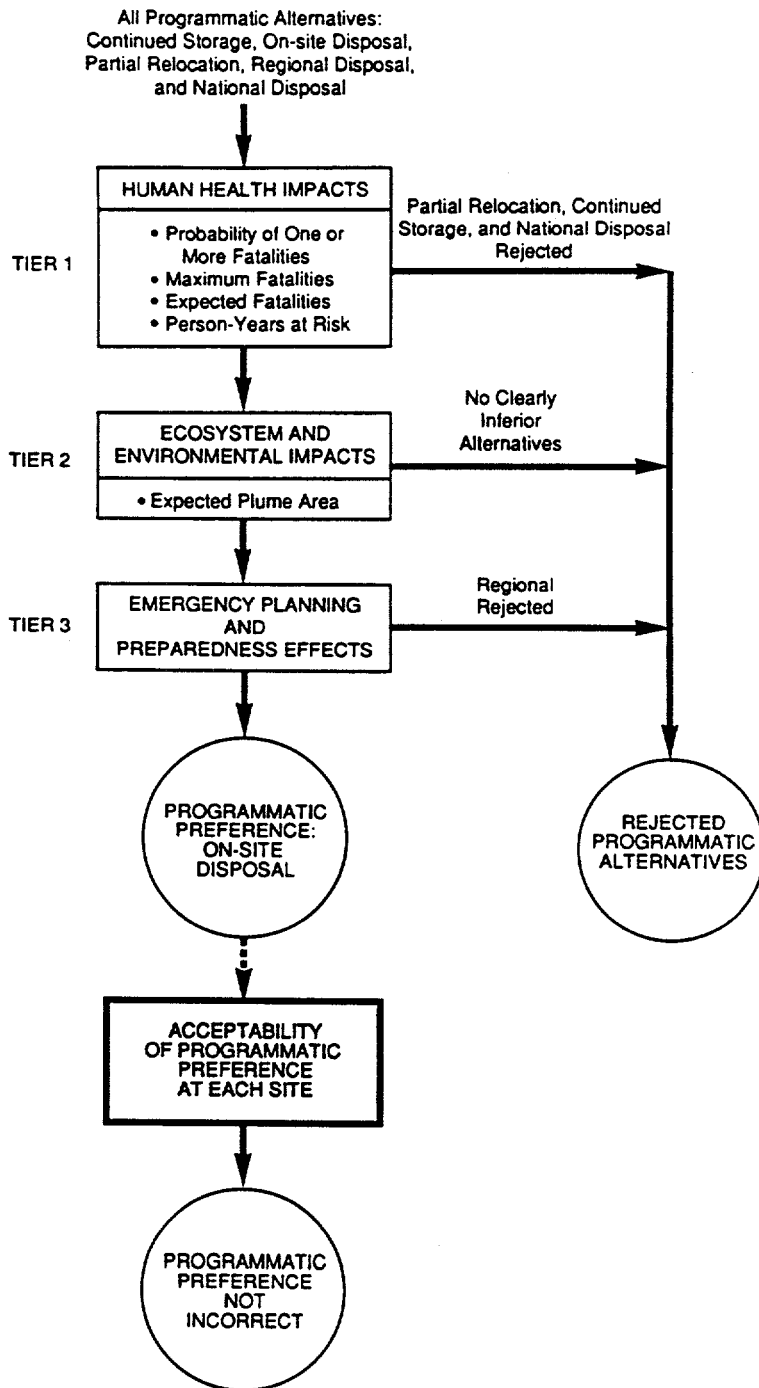 All Programmatic Alternatives:
Continued Storage, On-site Disposal,
Partial Relocation, Regional Disposal,
and National Disposal
HUMAN HEALTH IMPACTS
• Probability of One or
More Fatalities
• Maximum Fatalities
• Expected Fatalities
• Person-Years at Risk
TIER 1
Partial Relocation, Continued
Storage, and National Disposal
Rejected
ECOSYSTEM AND
ENVIRONMENTAL IMPACTS
• Expected Plume Area
TIER 2
No Clearly
Inferior
Alternatives
TIER 3
EMERGENCY PLANNING
AND
PREPAREDNESS EFFECTS
Regional
Rejected
PROGRAMMATIC
PREFERENCE:
ON-SITE
DISPOSAL
REJECTED
PROGRAMMATIC
ALTERNATIVES
ACCEPTABILITY
OF PROGRAMMATIC
PREFERENCE
AT EACH SITE
PROGRAMMATIC
PREFERENCE
NOT
INCORRECT